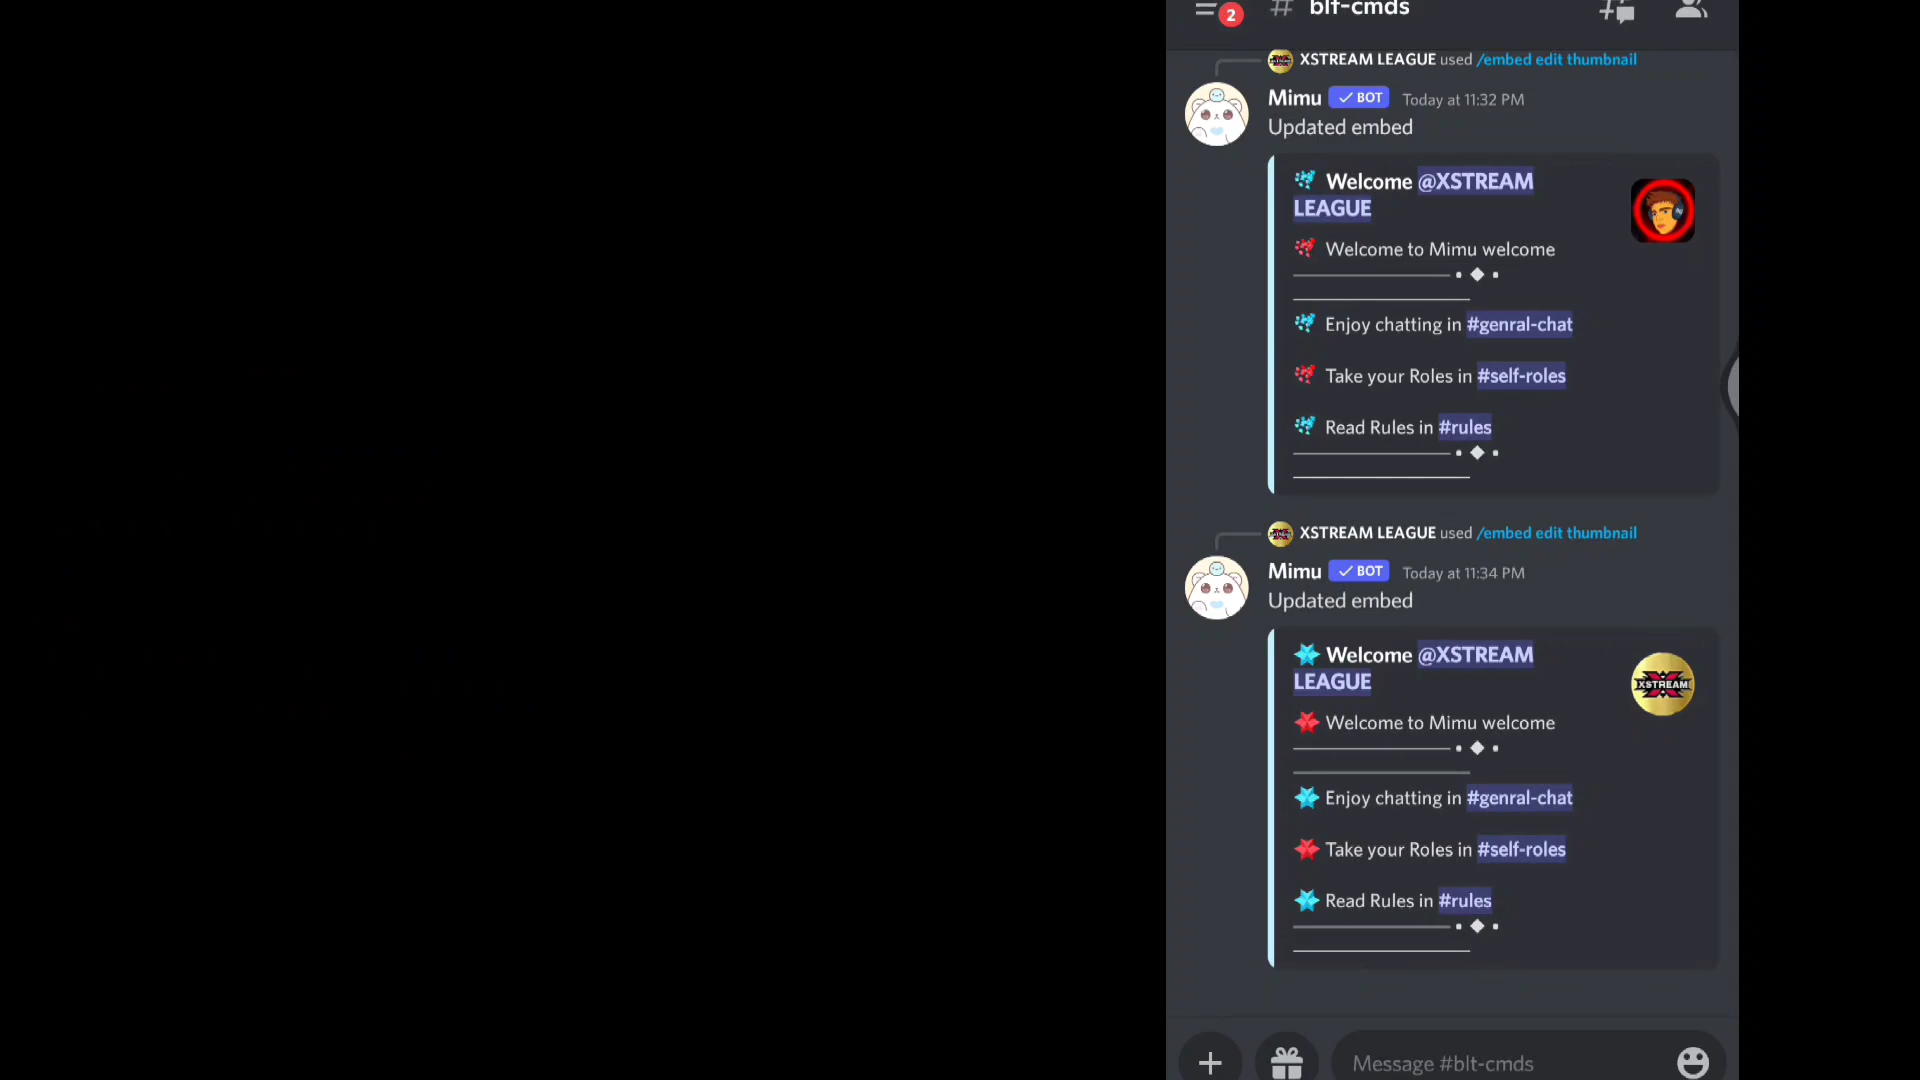 2
# blt-cmds
XSTREAM LEAGUE used /embed edit thumbnail
Mimu ✓ BOT Today at 11:32 PM
Updated embed
Welcome @XSTREAM
LEAGUE
Welcome to Mimu welcome
Enjoy chatting in #genral-chat
Take your Roles in #self-roles
Read Rules in #rules
XSTREAM LEAGUE used /embed edit thumbnail
Mimu ✓ BOT Today at 11:34 PM
Updated embed
Welcome @XSTREAM
LEAGUE
XSTREAM
Welcome to Mimu welcome
Enjoy chatting in #genral-chat
Take your Roles in #self-roles
Read Rules in #rules
Message #blt-cmds